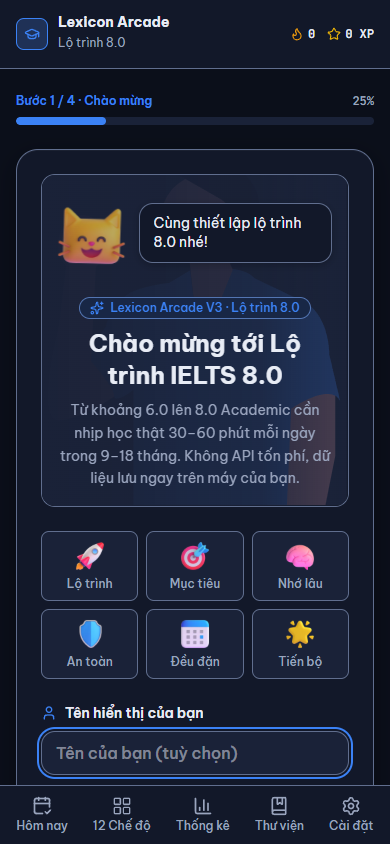 Lexicon Arcade
Lộ trình 8.0
0
0 XP
Bước 1 / 4 · Chào mừng
25%
Cùng thiết lập lộ trình
8.0 nhé!
Lexicon Arcade V3 · Lộ trình 8.0
Chào mừng tới Lộ
trình IELTS 8.0
Từ khoảng 6.0 lên 8.0 Academic cần
nhịp học thật 30–60 phút mỗi ngày
trong 9–18 tháng. Không API tốn phí, dữ
liệu lưu ngay trên máy của bạn.
Lộ trình
Mục tiêu
Nhớ lâu
An toàn
Đều đặn
Tiến bộ
Tên hiển thị của bạn
Tên của bạn (tuỳ chọn)
Hôm nay
12 Chế độ
Thống kê
Thư viện
Cài đặt